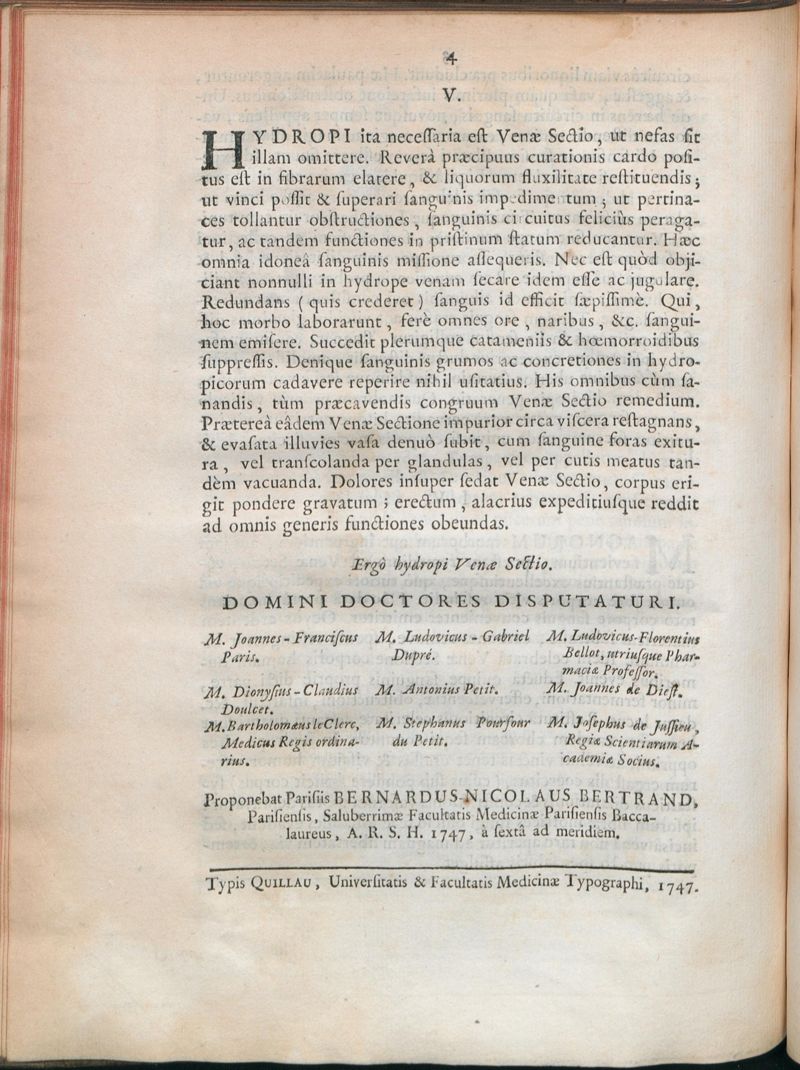 4
V.
HYDROPI ita necessaria est Venæ Sectio, ut nefas sit
illam omittere. Reverà præcipuus curationis cardo posi-
tus est in fibrarum elatere, & liquorum fluxilitate restituendis;
ut vinci possit & superari sanguinis impedimentum; ut pertina-
ces tollantur obstructiones, sanguinis circuitus feliciùs peraga-
tur, ac tandem functiones in pristinum statum reducantur. Hæc
omnia idoneâ sanguinis missione assequeris. Nec est quòd obji-
ciant nonnulli in hydrope venam secare idem esse ac jugulare.
Redundans ( quis crederet ) sanguis id efficit sæpissimè. Qui,
hoc morbo laborarunt, ferè omnes ore, naribus, &c. sangui-
nem emisere. Succedit plerumque catameniis & hœmorroidibus
suppressis. Denique sanguinis grumos ac concretiones in hydro-
picorum cadavere reperire nihil usitatius. His omnibus cùm sa-
nandis, tùm præcavendis congruum Venæ Sectio remedium.
Prætereà eâdem Venæ Sectione impurior circa viscera restagnans,
& evasata illuvies vasa denuò subit, cum sanguine foras exitu-
ra, vel transcolanda per glandulas, vel per cutis meatus tan-
dèm vacuanda. Dolores insuper sedat Venæ Sectio, corpus eri-
git pondere gravatum; erectum, alacrius expeditiusque reddit
ad omnis generis functiones obeundas.
Ergò hydropi Venæ Sectio.
DOMINI DOCTORES DISPUTATURI.
M. Joannes-Franciscus
Paris.
M. Ludovicus-Gabriel
Dupré.
M. Ludovicus-Florentius
Bellot, utriusque Phar-
maciæ Professor.
M. Dionysius-Claudius
Doulcet.
M. Antonius Petit.
M. Joannes de Diest.
M. Bartholomæus le Clerc,
Medicus Regis ordina-
rius.
M. Stephanus Pourfour
du Petit.
M. Josephus de Jussieu,
Regiæ Scientiarum A-
cademiæ Socius.
Proponebat Parisiis BERNARDUS-NICOLAUS BERTRAND,
Parisiensis, Saluberrimæ Facultatis Medicinæ Parisiensis Bacca-
laureus, A. R. S. H. 1747, à sextâ ad meridiem.
Typis QUILLAU, Universitatis & Facultatis Medicinæ Typographi, 1747.